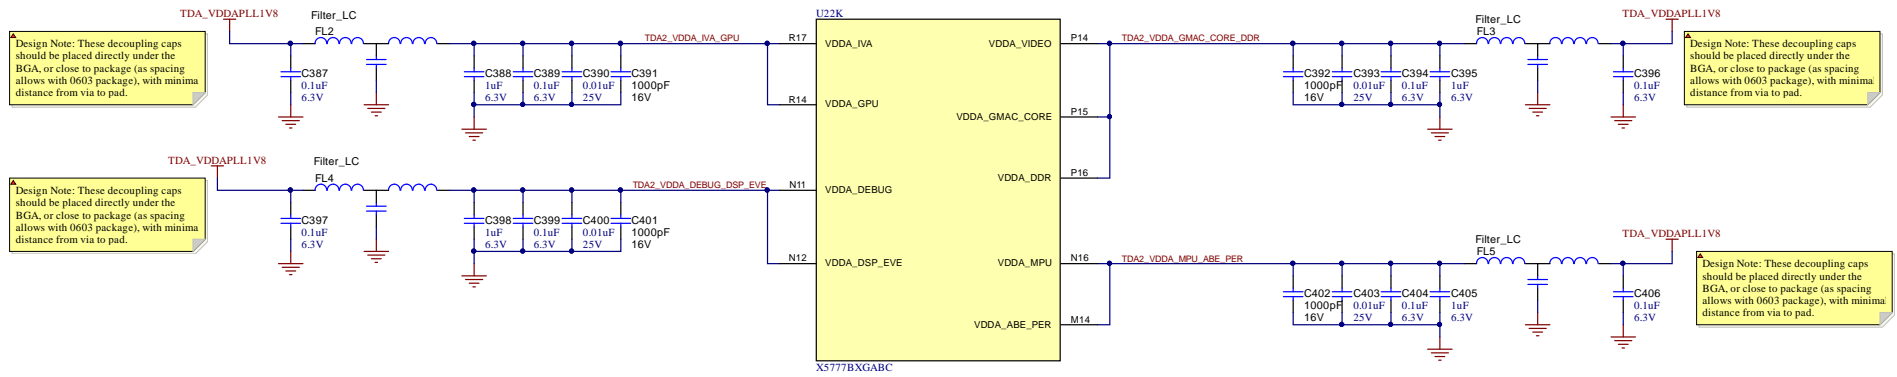 TDA_VDDAPLL1V8
Filter_LC
FL2
Design Note: These decoupling caps
should be placed directly under the
BGA, or close to package (as spacing
allows with 0603 package), with minima
distance from via to pad.
C387
0.1uF
6.3V
C388
1uF
6.3V
C389
0.1uF
6.3V
C390
0.01uF
25V
C391
1000pF
16V
TDA2_VDDA_IVA_GPU
R17
R14
TDA_VDDAPLL1V8
Filter_LC
FL4
Design Note: These decoupling caps
should be placed directly under the
BGA, or close to package (as spacing
allows with 0603 package), with minima
distance from via to pad.
C397
0.1uF
6.3V
C398
1uF
6.3V
C399
0.1uF
6.3V
C400
0.01uF
25V
C401
1000pF
16V
TDA2_VDDA_DEBUG_DSP_EVE
N11
N12
U22K
VDDA_IVA
VDDA_GPU
VDDA_DEBUG
VDDA_DSP_EVE
VDDA_VIDEO
VDDA_GMAC_CORE
VDDA_DDR
VDDA_MPU
VDDA_ABE_PER
X5777BXGABC
P14
P15
P16
TDA2_VDDA_GMAC_CORE_DDR
C392
1000pF
16V
C393
0.01uF
25V
C394
0.1uF
6.3V
C395
1uF
6.3V
Filter_LC
FL3
C396
0.1uF
6.3V
TDA_VDDAPLL1V8
Design Note: These decoupling caps
should be placed directly under the
BGA, or close to package (as spacing
allows with 0603 package), with minimal
distance from via to pad.
N16
M14
TDA2_VDDA_MPU_ABE_PER
C402
1000pF
16V
C403
0.01uF
25V
C404
0.1uF
6.3V
C405
1uF
6.3V
Filter_LC
FL5
C406
0.1uF
6.3V
TDA_VDDAPLL1V8
Design Note: These decoupling caps
should be placed directly under the
BGA, or close to package (as spacing
allows with 0603 package), with minimal
distance from via to pad.